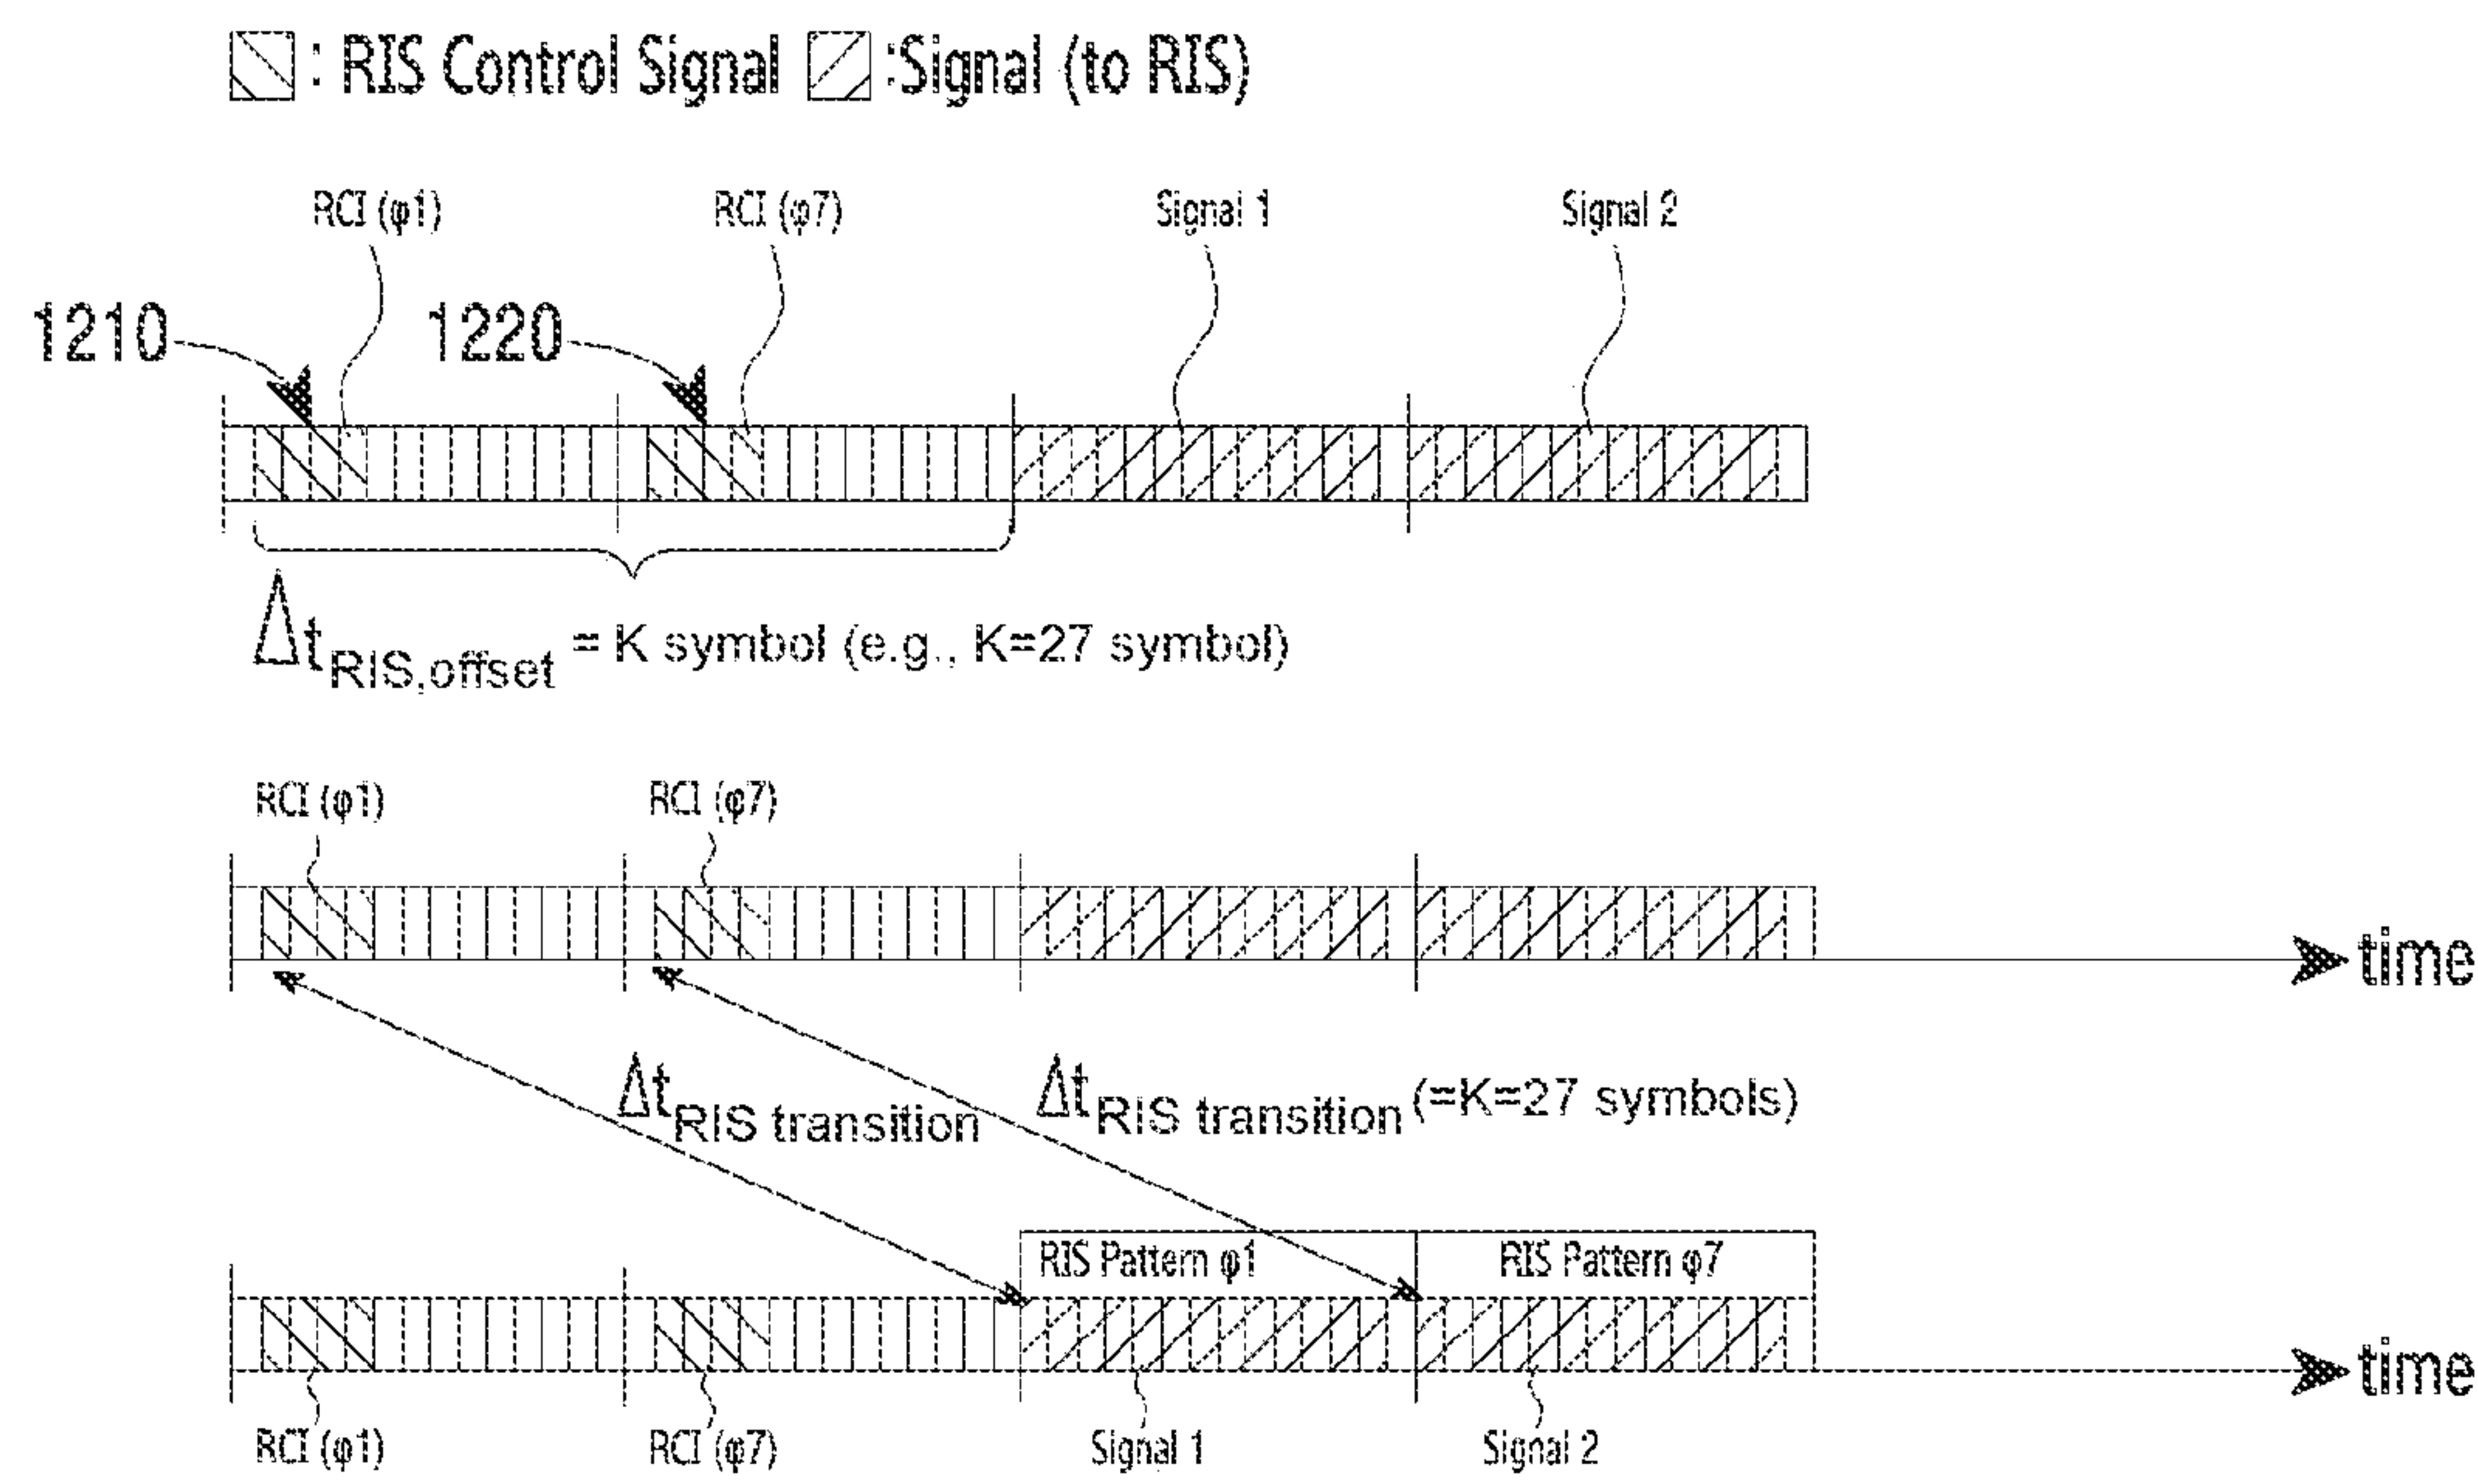 : RIS Control Signal :Signal (to RIS)
RCI (φ1) RCI (φ7) Signal 1 Signal 2
1210 1220
Δt RIS,offset = K symbol (e.g., K=27 symbol)
RCI (φ1) RCI (φ7)
time
Δt RIS transition Δt RIS transition (=K=27 symbols)
RIS Pattern φ1 RIS Pattern φ7
time
RCI (φ1) RCI (φ7) Signal 1 Signal 2